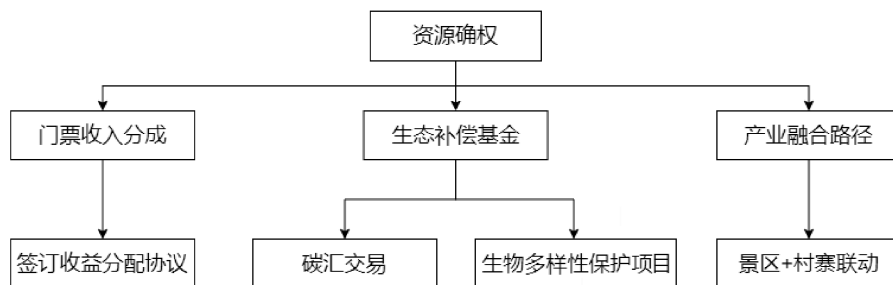 资源确权
门票收入分成
生态补偿基金
产业融合路径
签订收益分配协议
碳汇交易
生物多样性保护项目
景区+村寨联动